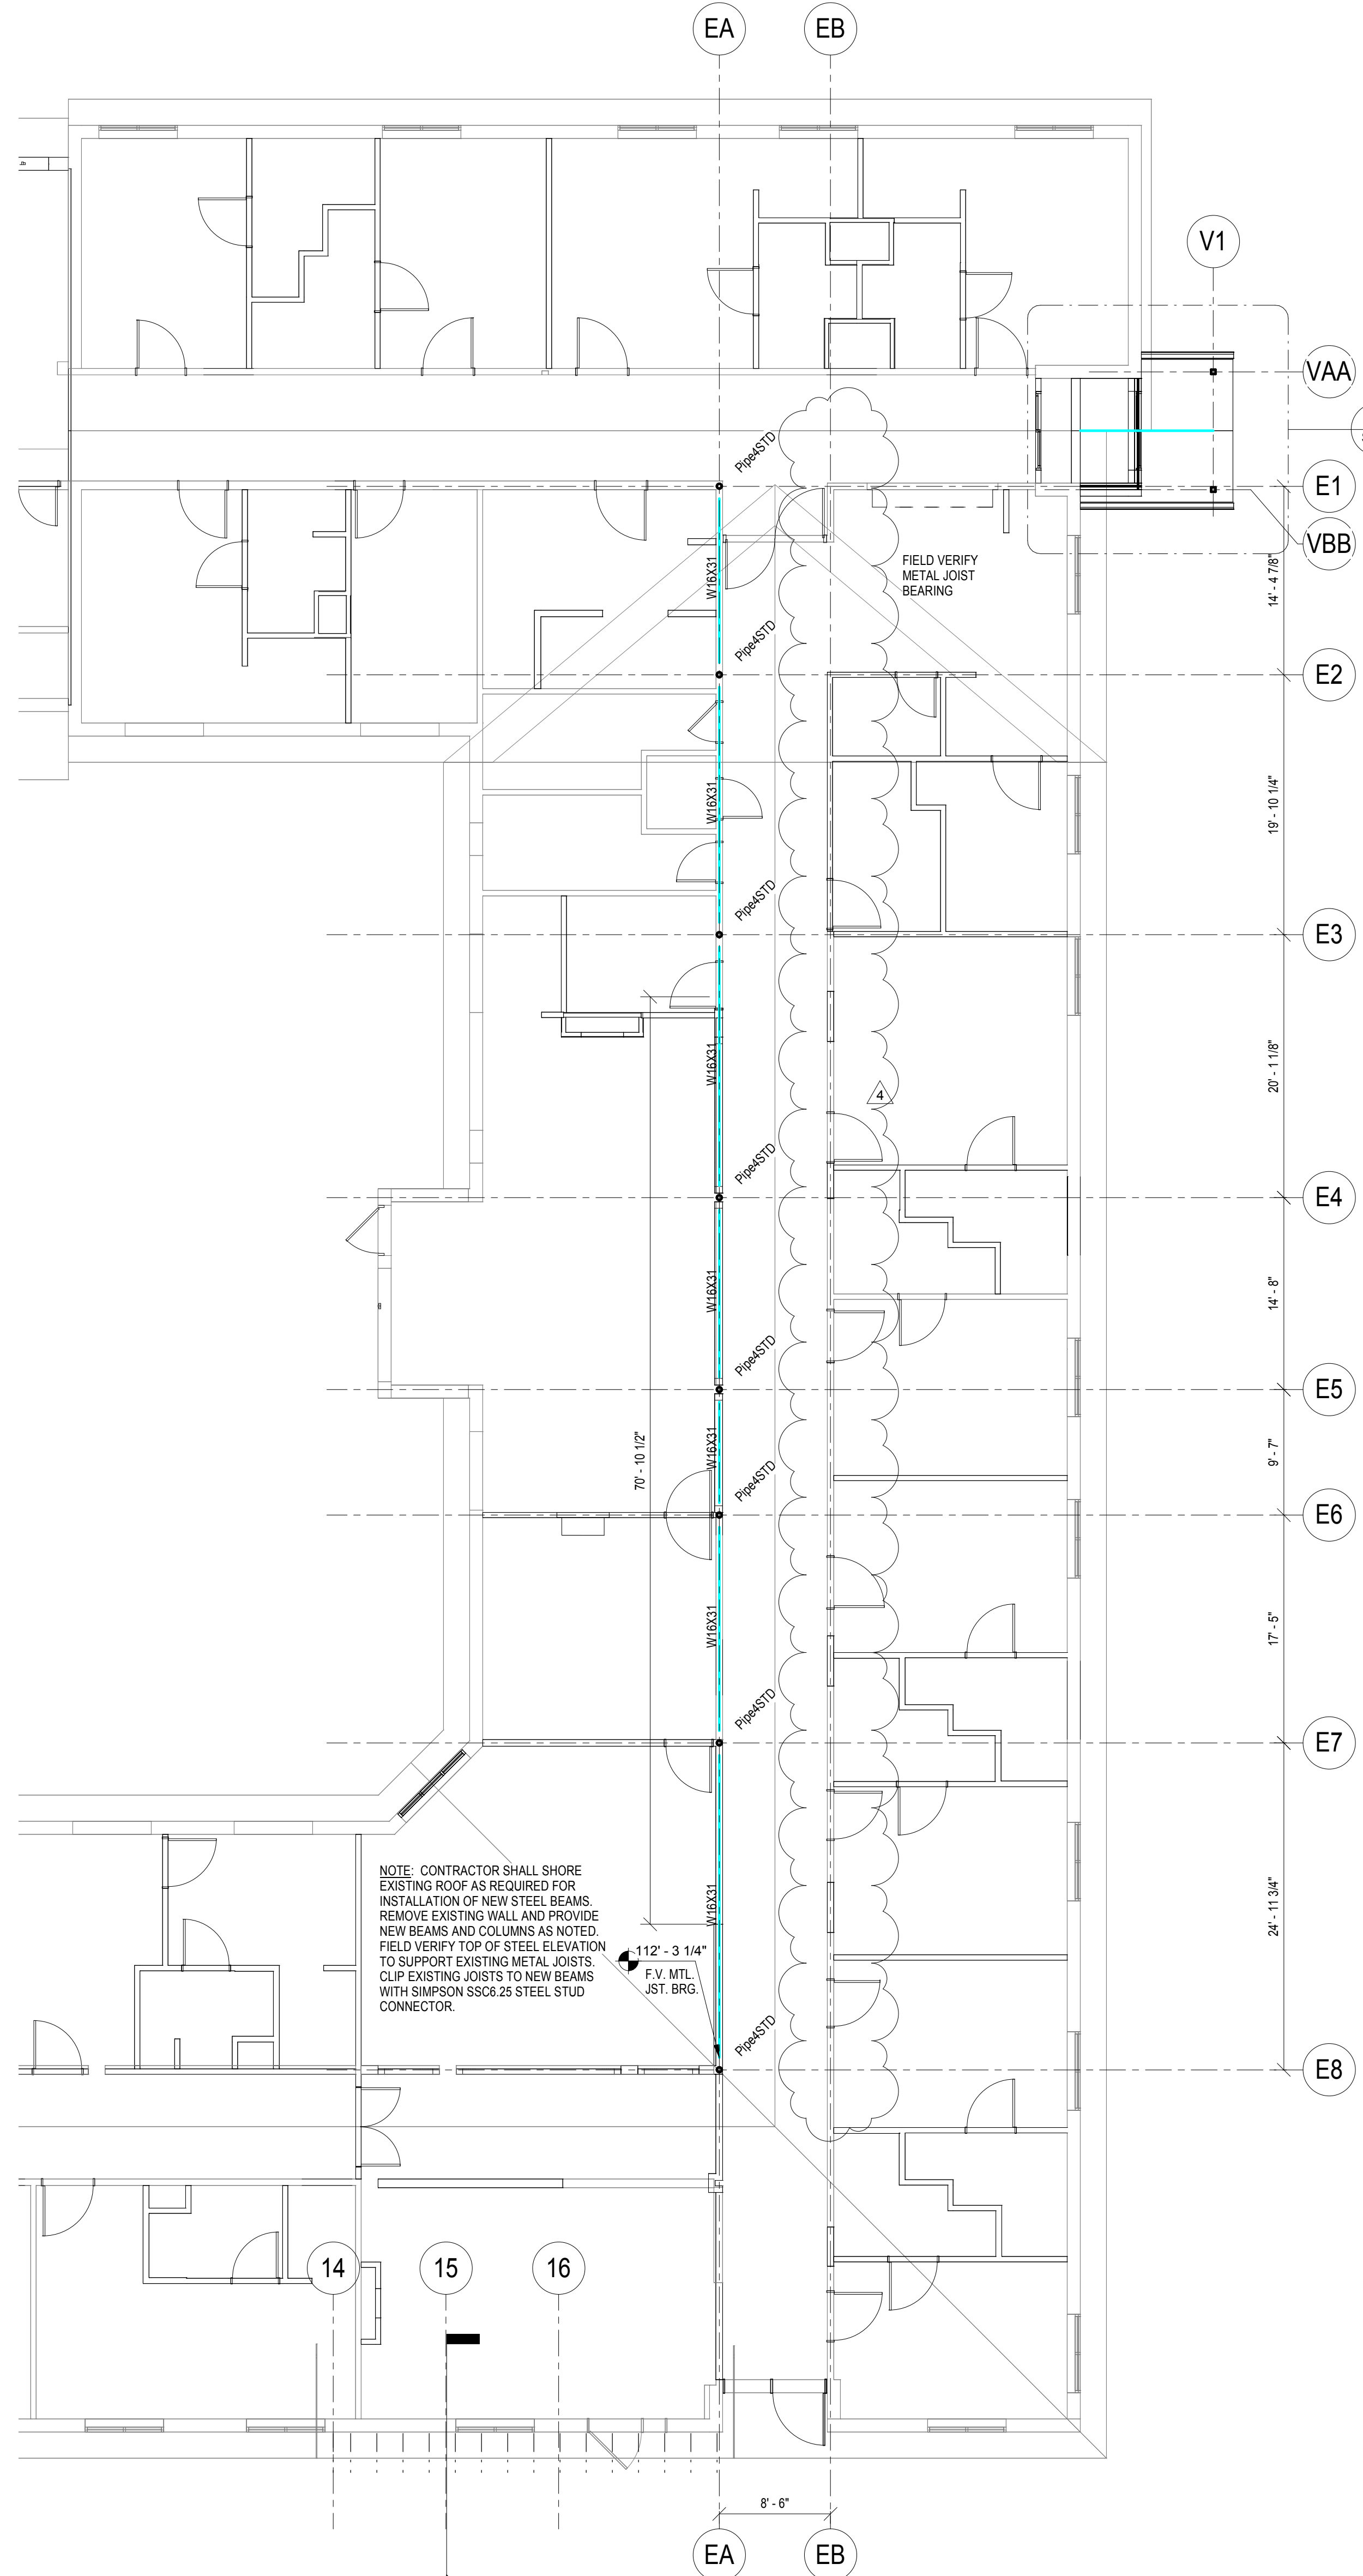 EA
EB
V1
VAA
Pipe4STD
E1
VBB
W16X31
FIELD VERIFY
METAL JOIST
BEARING
14' - 4 7/8"
Pipe4STD
E2
W16X31
19' - 10 1/4"
Pipe4STD
E3
W16X31
20' - 1 1/8"
4
Pipe4STD
E4
W16X31
14' - 8"
Pipe4STD
E5
70' - 10 1/2"
W16X31
9' - 7"
Pipe4STD
E6
W16X31
17' - 5"
Pipe4STD
E7
NOTE: CONTRACTOR SHALL SHORE
EXISTING ROOF AS REQUIRED FOR
INSTALLATION OF NEW STEEL BEAMS.
REMOVE EXISTING WALL AND PROVIDE
NEW BEAMS AND COLUMNS AS NOTED.
FIELD VERIFY TOP OF STEEL ELEVATION
TO SUPPORT EXISTING METAL JOISTS.
CLIP EXISTING JOISTS TO NEW BEAMS
WITH SIMPSON SSC6.25 STEEL STUD
CONNECTOR.
W16X31
24' - 11 3/4"
112' - 3 1/4"
F.V. MTL.
JST. BRG.
Pipe4STD
E8
14
15
16
8' - 6"
EA
EB